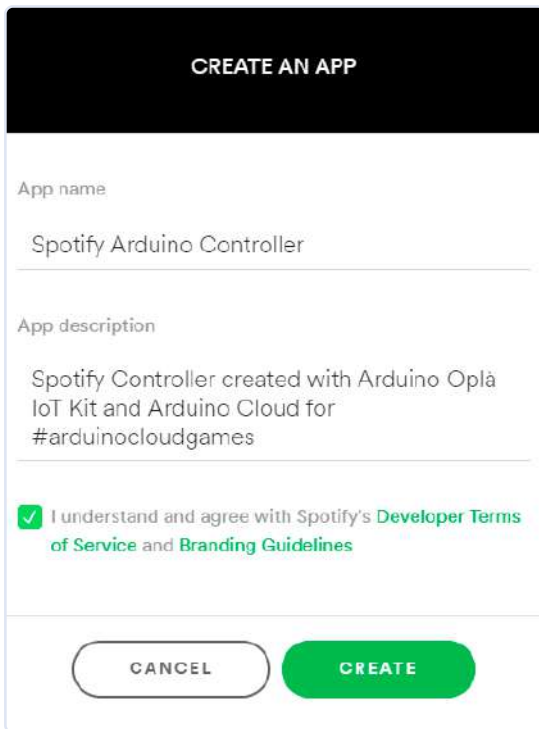 CREATE AN APP
App name
Spotify Arduino Controller
App description
Spotify Controller created with Arduino Oplà
IoT Kit and Arduino Cloud for
#arduinocloudgames
I understand and agree with Spotify's Developer Terms
of Service and Branding Guidelines
CANCEL CREATE